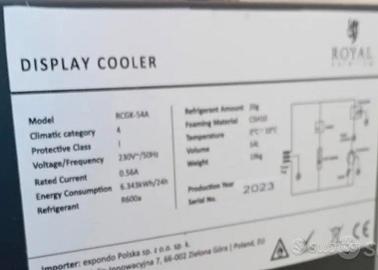 ROYAL
DISPLAY COOLER
Model RCGK-54A
Climatic category 4
Protective Class I
Voltage/Frequency 230V~/50Hz
Rated Current 0.56A
Energy Consumption 6.343kWh/24h
Refrigerant R600a
Refrigerant Amount
Foaming Material
Temperature
Volume
Weight
Production Year 2023
Serial No.
Importer: expondo Polska sp. z o.o. sp. k.
7, 66-002 Zielona Góra | Poland, EU
CE